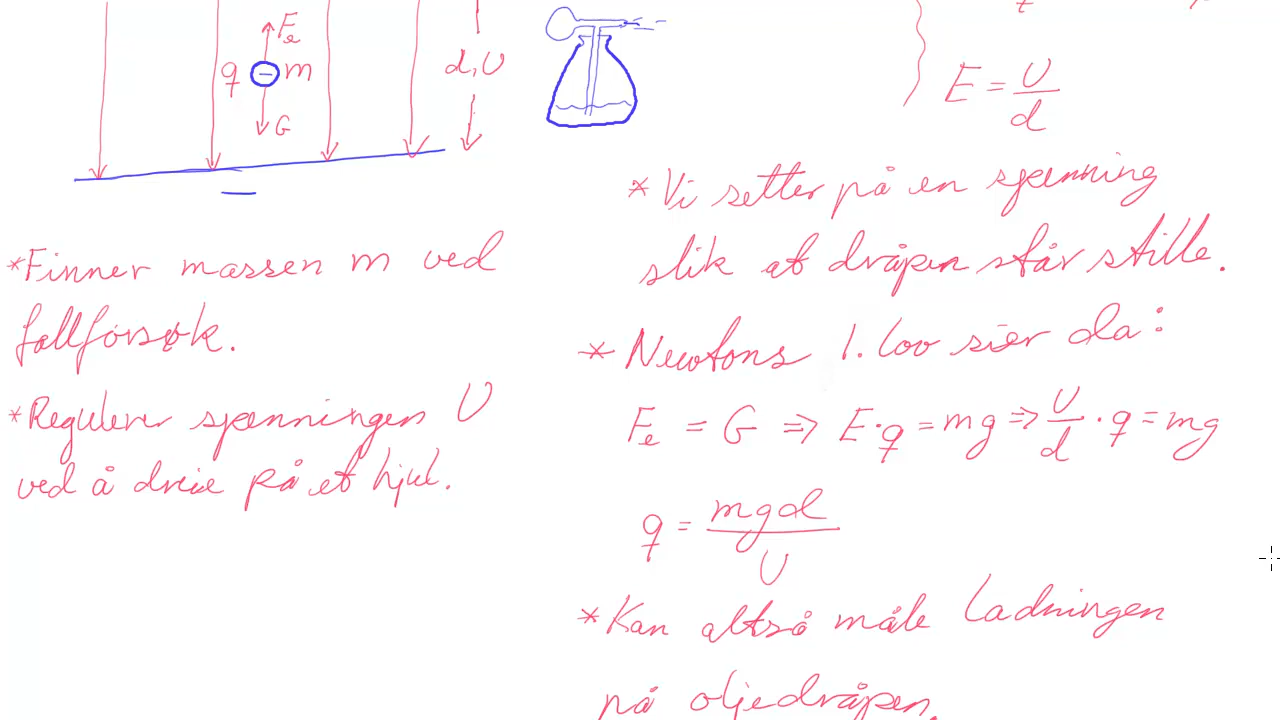 Fe
q − m
G
d, U
E = U/d
* Finner massen m ved
fallforsøk.
* Regulerer spenningen U
ved å dreie på et hjul.
* Vi setter på en spenning
slik at dråpen står stille.
* Newtons 1. lov sier da:
Fe = G => E·q = mg => U/d · q = mg
q = mgd/U
* Kan altså måle ladningen
på oljedråpen.